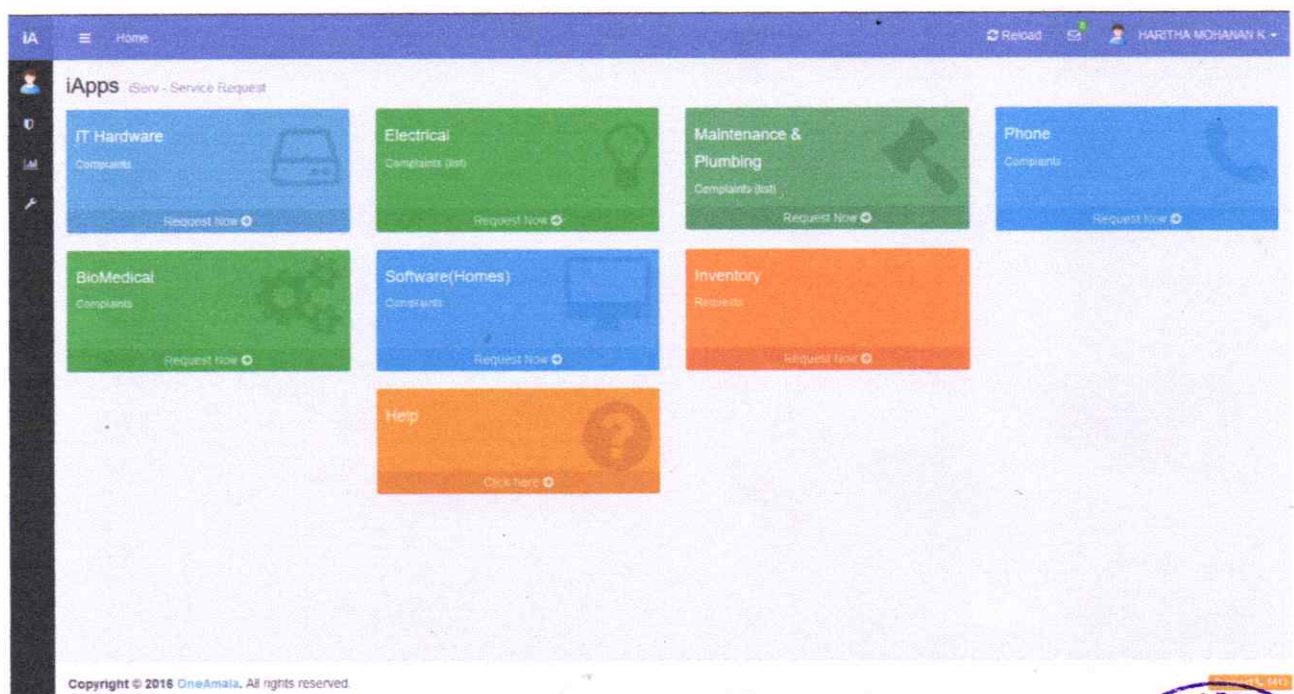 iA Home Reload HARITHA MOHANAN K
iApps iServ - Service Request
IT Hardware
Complaints
Request Now
Electrical
Complaints (list)
Request Now
Maintenance &
Plumbing
Complaints (list)
Request Now
Phone
Complaints
Request Now
BioMedical
Complaints
Request Now
Software(Homes)
Complaints
Request Now
Inventory
Requests
Request Now
Help
Click here
Copyright © 2016 OneAmala. All rights reserved.